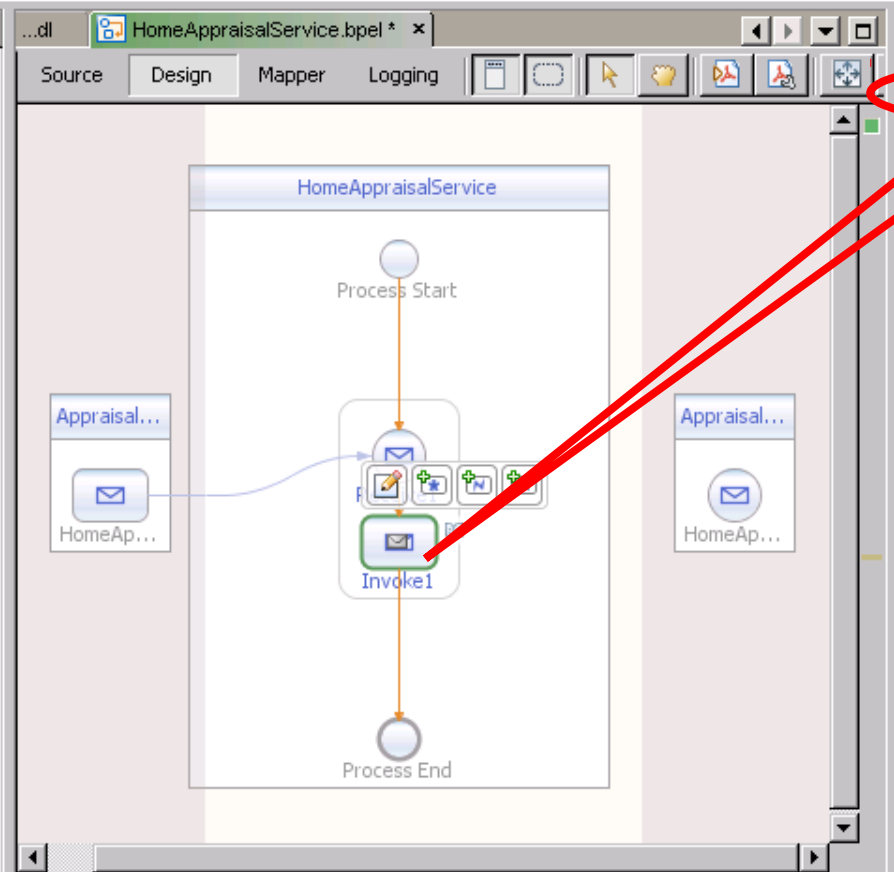 ...dl HomeAppraisalService.bpel * ×
Source Design Mapper Logging
HomeAppraisalService
Process Start
Appraisal...
Appraisal...
HomeAp...
HomeAp...
Invoke1
Process End